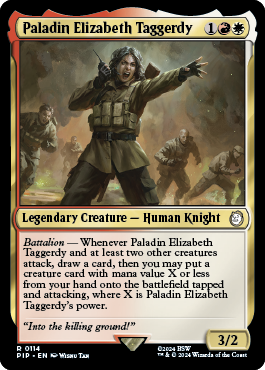 Paladin Elizabeth Taggerdy 1
Legendary Creature — Human Knight
Battalion — Whenever Paladin Elizabeth
Taggerdy and at least two other creatures
attack, draw a card, then you may put a
creature card with mana value X or less
from your hand onto the battlefield tapped
and attacking, where X is Paladin Elizabeth
Taggerdy's power.
"Into the killing ground!"
3/2
R 0114
PIP • EN Wisnu Tan
©2024 BSW
™ & © 2024 Wizards of the Coast